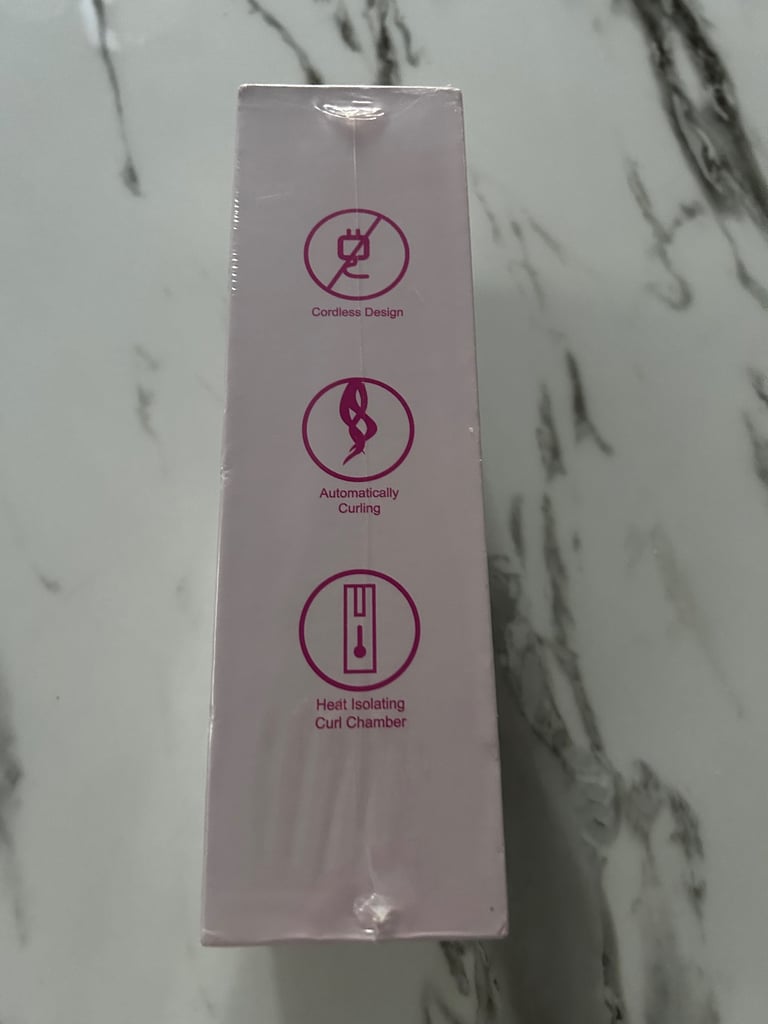 Cordless Design
Automatically
Curling
Heat Isolating
Curl Chamber